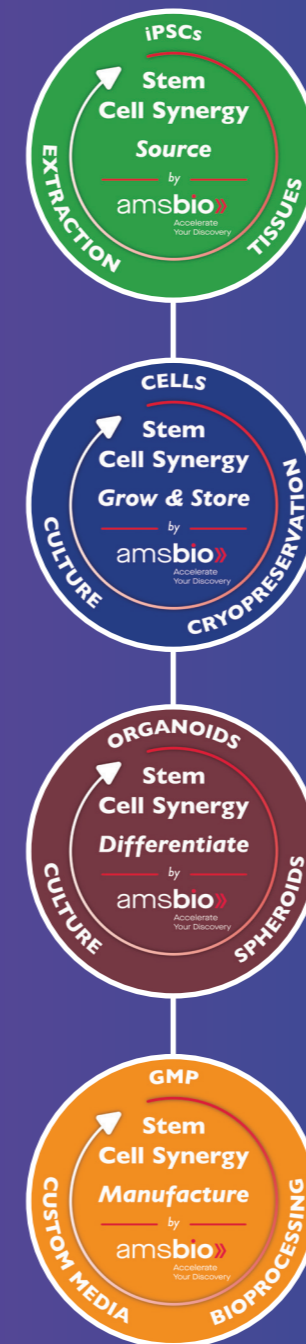 iPSCs
EXTRACTION
TISSUES
Stem
Cell Synergy
Source
by
amsbio
Accelerate
Your Discovery
CELLS
CULTURE
CRYOPRESERVATION
Stem
Cell Synergy
Grow & Store
by
amsbio
Accelerate
Your Discovery
ORGANOIDS
CULTURE
SPHEROIDS
Stem
Cell Synergy
Differentiate
by
amsbio
Accelerate
Your Discovery
GMP
CUSTOM MEDIA
BIOPROCESSING
Stem
Cell Synergy
Manufacture
by
amsbio
Accelerate
Your Discovery